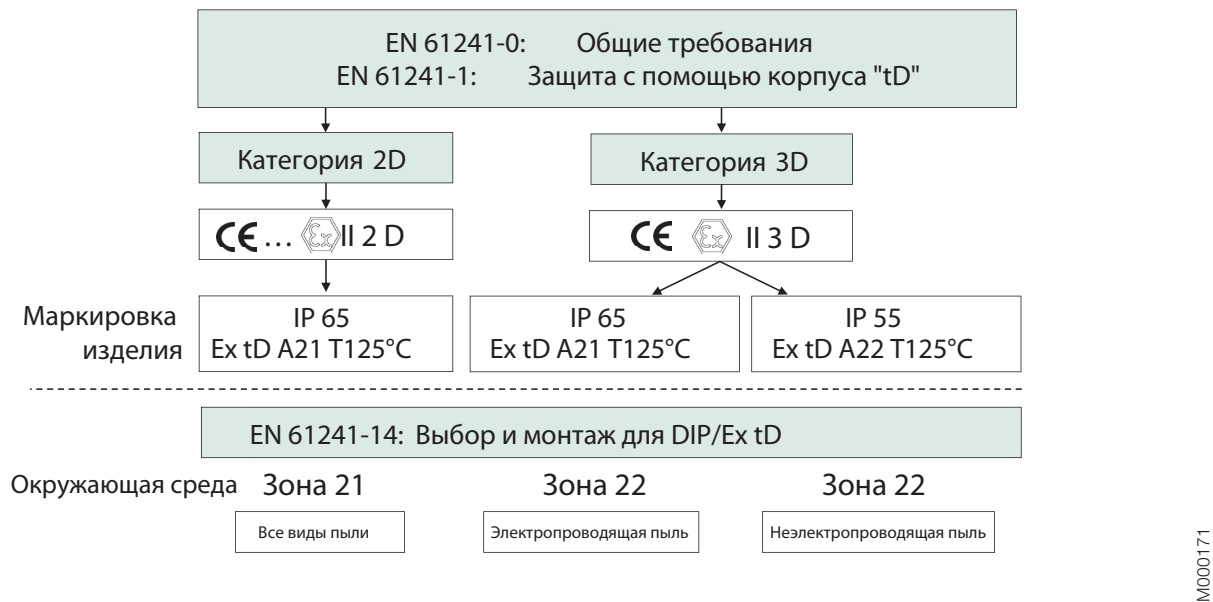 EN 61241-0: Общие требования
EN 61241-1: Защита с помощью корпуса "tD"
Категория 2D
Категория 3D
CE … Ex II 2 D
CE Ex II 3 D
Маркировка
изделия
IP 65
Ex tD A21 T125°C
IP 65
Ex tD A21 T125°C
IP 55
Ex tD A22 T125°C
EN 61241-14: Выбор и монтаж для DIP/Ex tD
Окружающая среда
Зона 21
Зона 22
Зона 22
Все виды пыли
Электропроводящая пыль
Неэлектропроводящая пыль
M000171